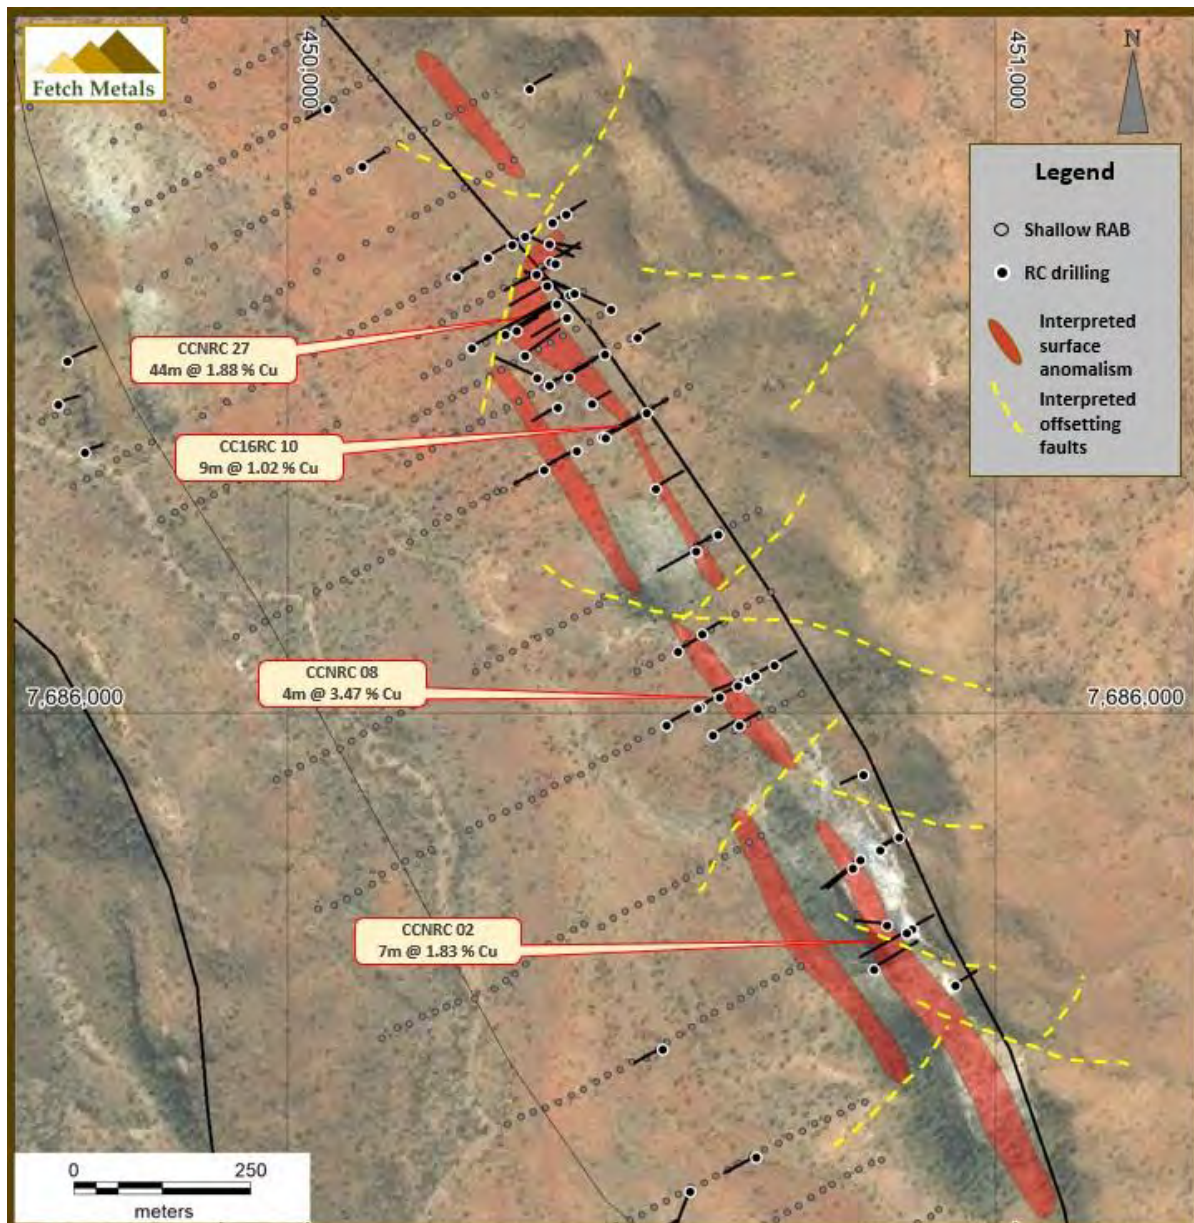 Fetch Metals
450,000
451,000
N
Legend
Shallow RAB
RC drilling
Interpreted
surface
anomalism
Interpreted
offsetting
faults
CCNRC 27
44m @ 1.88 % Cu
CC16RC 10
9m @ 1.02 % Cu
CCNRC 08
4m @ 3.47 % Cu
7,686,000
7,686,000
CCNRC 02
7m @ 1.83 % Cu
0 250
meters